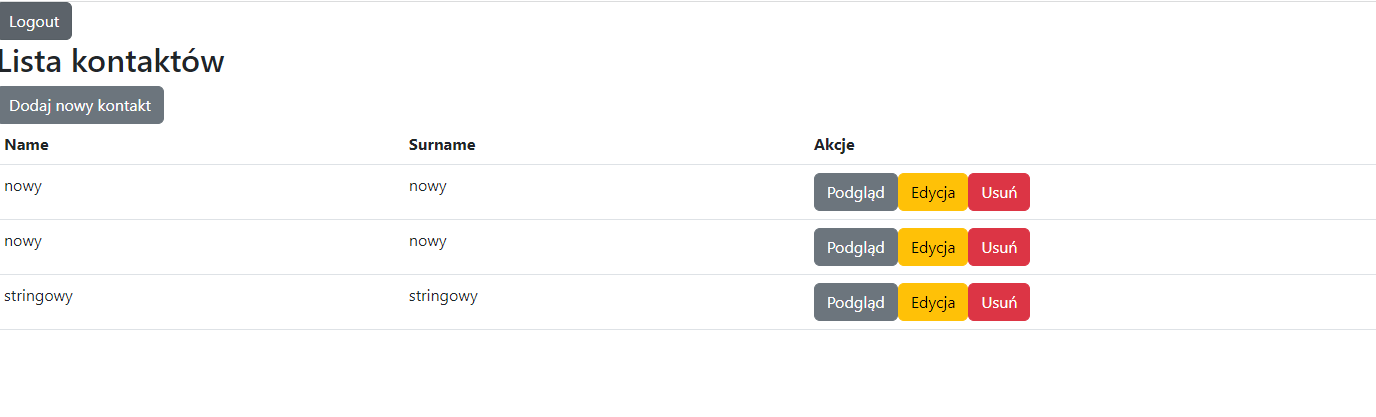 Logout
Lista kontaktów
Dodaj nowy kontakt
Name Surname Akcje
nowy nowy Podgląd Edycja Usuń
nowy nowy Podgląd Edycja Usuń
stringowy stringowy Podgląd Edycja Usuń